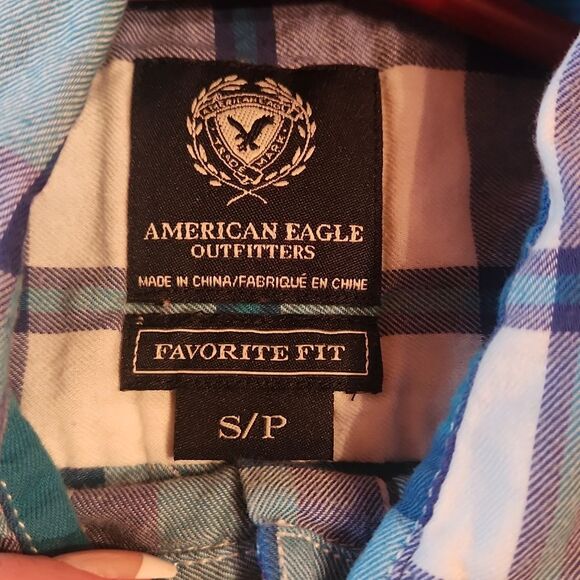 AMERICAN EAGLE
TRADE MARK
AMERICAN EAGLE
OUTFITTERS
MADE IN CHINA/FABRIQUÉ EN CHINE
FAVORITE FIT
S/P